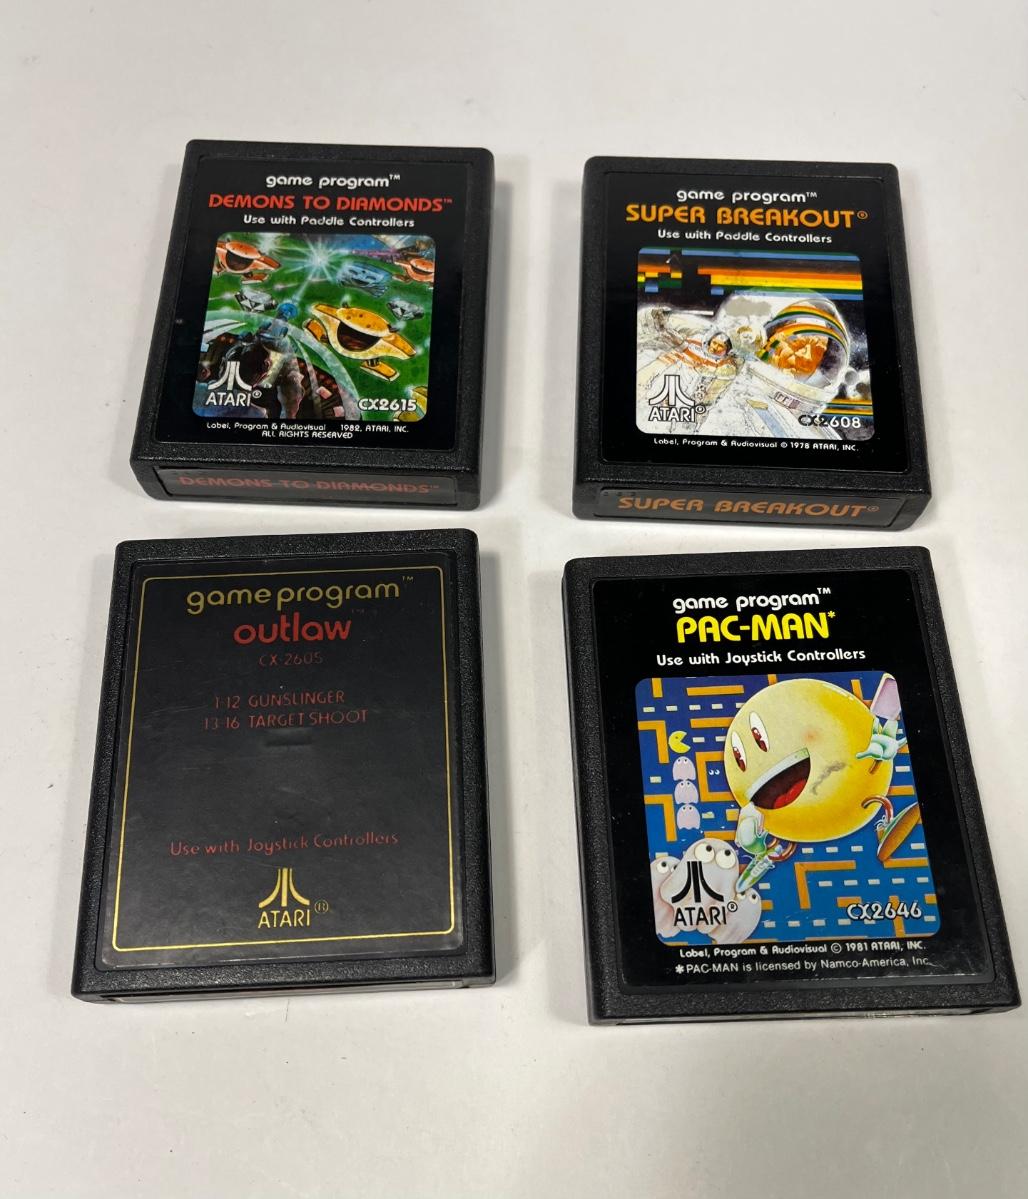 game program™
DEMONS TO DIAMONDS™
Use with Paddle Controllers
ATARI®
CX2615
Label, Program & Audiovisual 1982, ATARI, INC.
ALL RIGHTS RESERVED
DEMONS TO DIAMONDS™
game program™
SUPER BREAKOUT®
Use with Paddle Controllers
ATARI®
CX2608
Label, Program & Audiovisual © 1978 ATARI, INC.
SUPER BREAKOUT®
game program™
outlaw™
CX-2605
1-12 GUNSLINGER
13-16 TARGET SHOOT
Use with Joystick Controllers
ATARI®
game program™
PAC-MAN*
Use with Joystick Controllers
ATARI®
CX2646
Label, Program & Audiovisual © 1981 ATARI, INC.
*PAC-MAN is licensed by Namco-America, Inc.